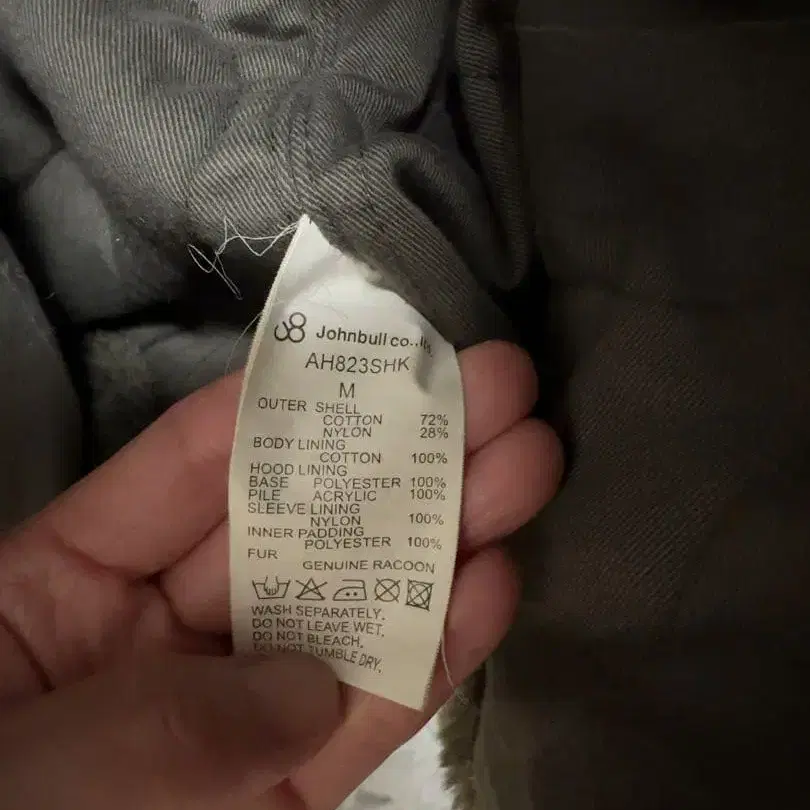 Johnbull co.,
AH823SHK
M
OUTER SHELL
COTTON 72%
NYLON 28%
BODY LINING
COTTON 100%
HOOD LINING
BASE POLYESTER 100%
PILE ACRYLIC 100%
SLEEVE LINING
NYLON 100%
INNER PADDING
POLYESTER 100%
FUR
GENUINE RACOON
WASH SEPARATELY.
DO NOT LEAVE WET.
DO NOT BLEACH.
DO NOT TUMBLE DRY.